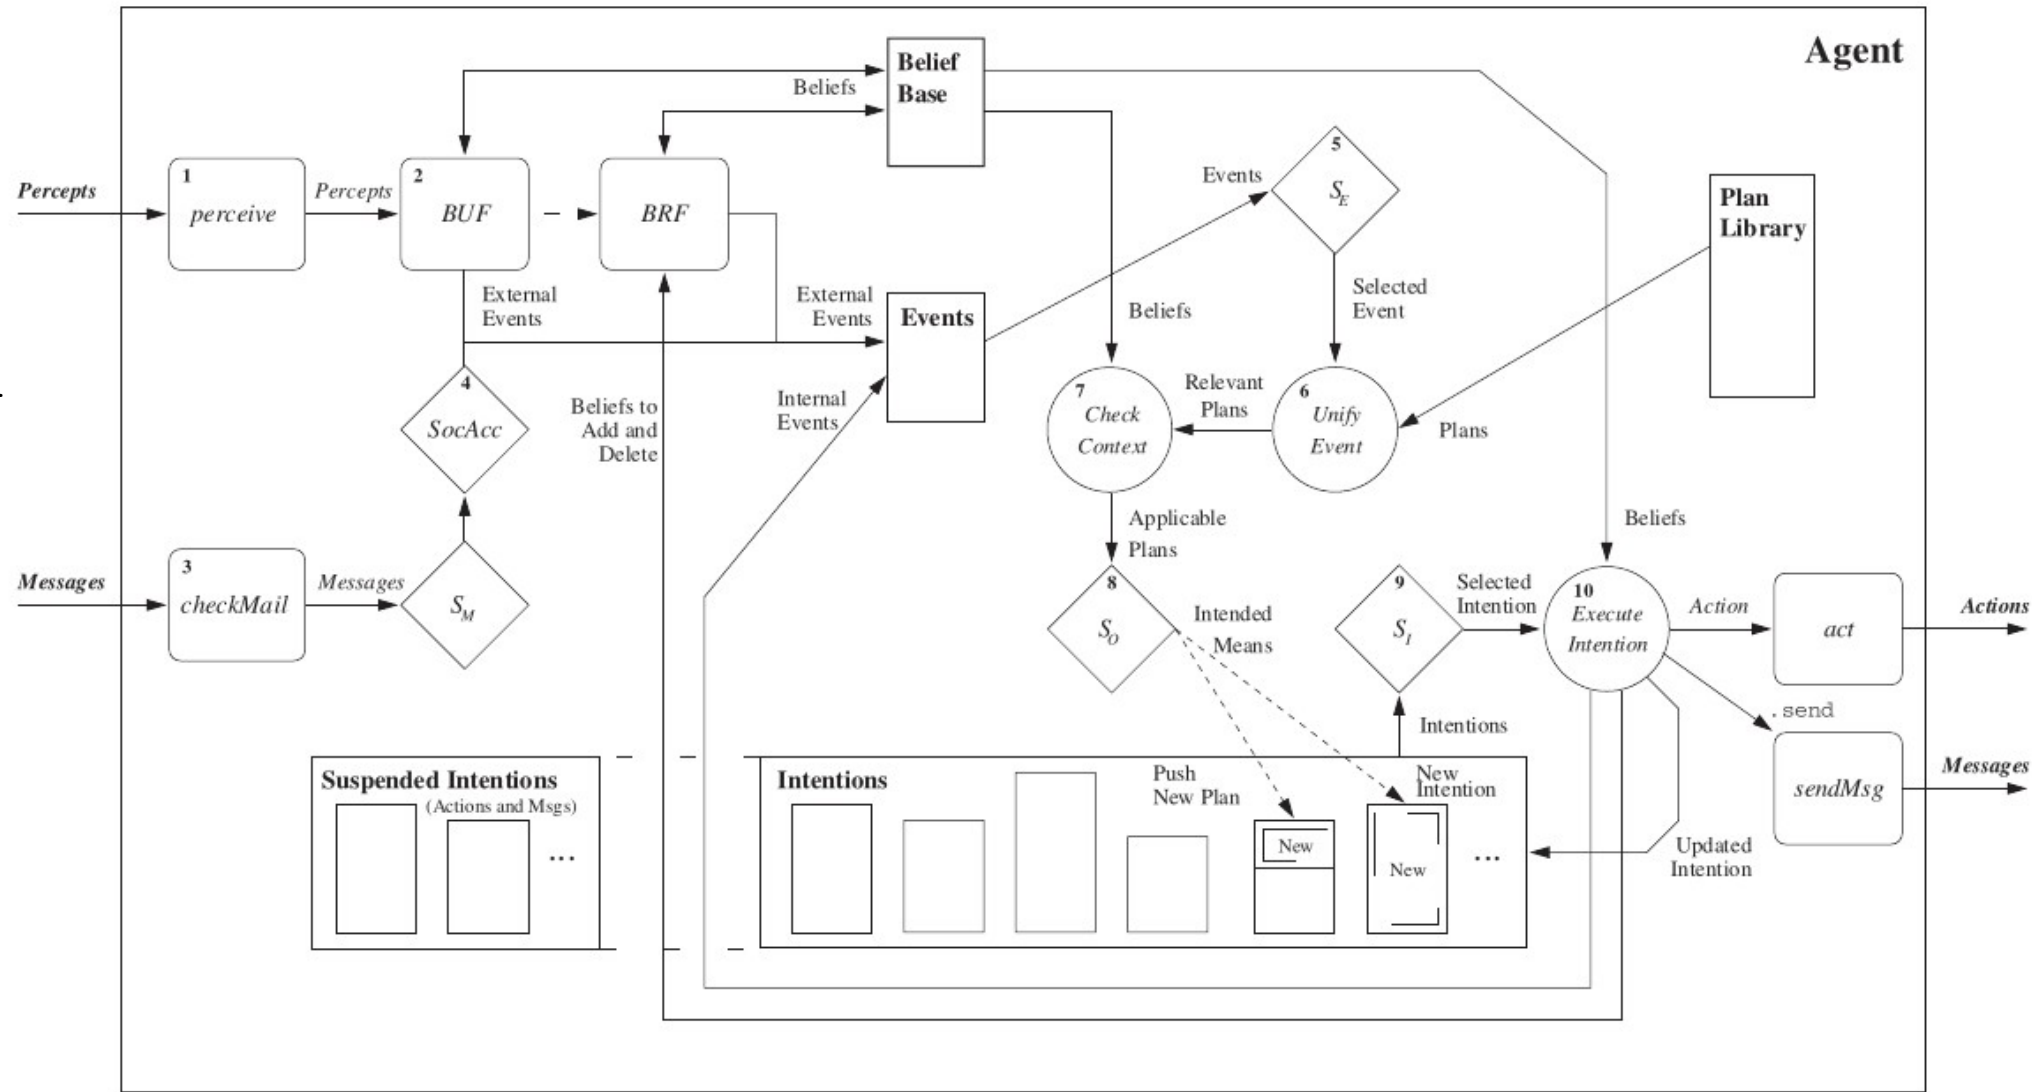 Agent
Belief
Base
Beliefs
Percepts
1
perceive
Percepts
2
BUF
BRF
Events
5
S_E
Plan
Library
External
Events
External
Events
Events
Selected
Event
Beliefs
4
SocAcc
Beliefs to
Add and
Delete
Internal
Events
7
Check
Context
Relevant
Plans
6
Unify
Event
Plans
Messages
3
checkMail
Messages
S_M
Applicable
Plans
8
S_O
Intended
Means
9
S_I
Selected
Intention
Beliefs
10
Execute
Intention
Action
act
Actions
.send
sendMsg
Messages
Intentions
Suspended Intentions
(Actions and Msgs)
...
Intentions
Push
New Plan
New
Intention
New
New
...
Updated
Intention